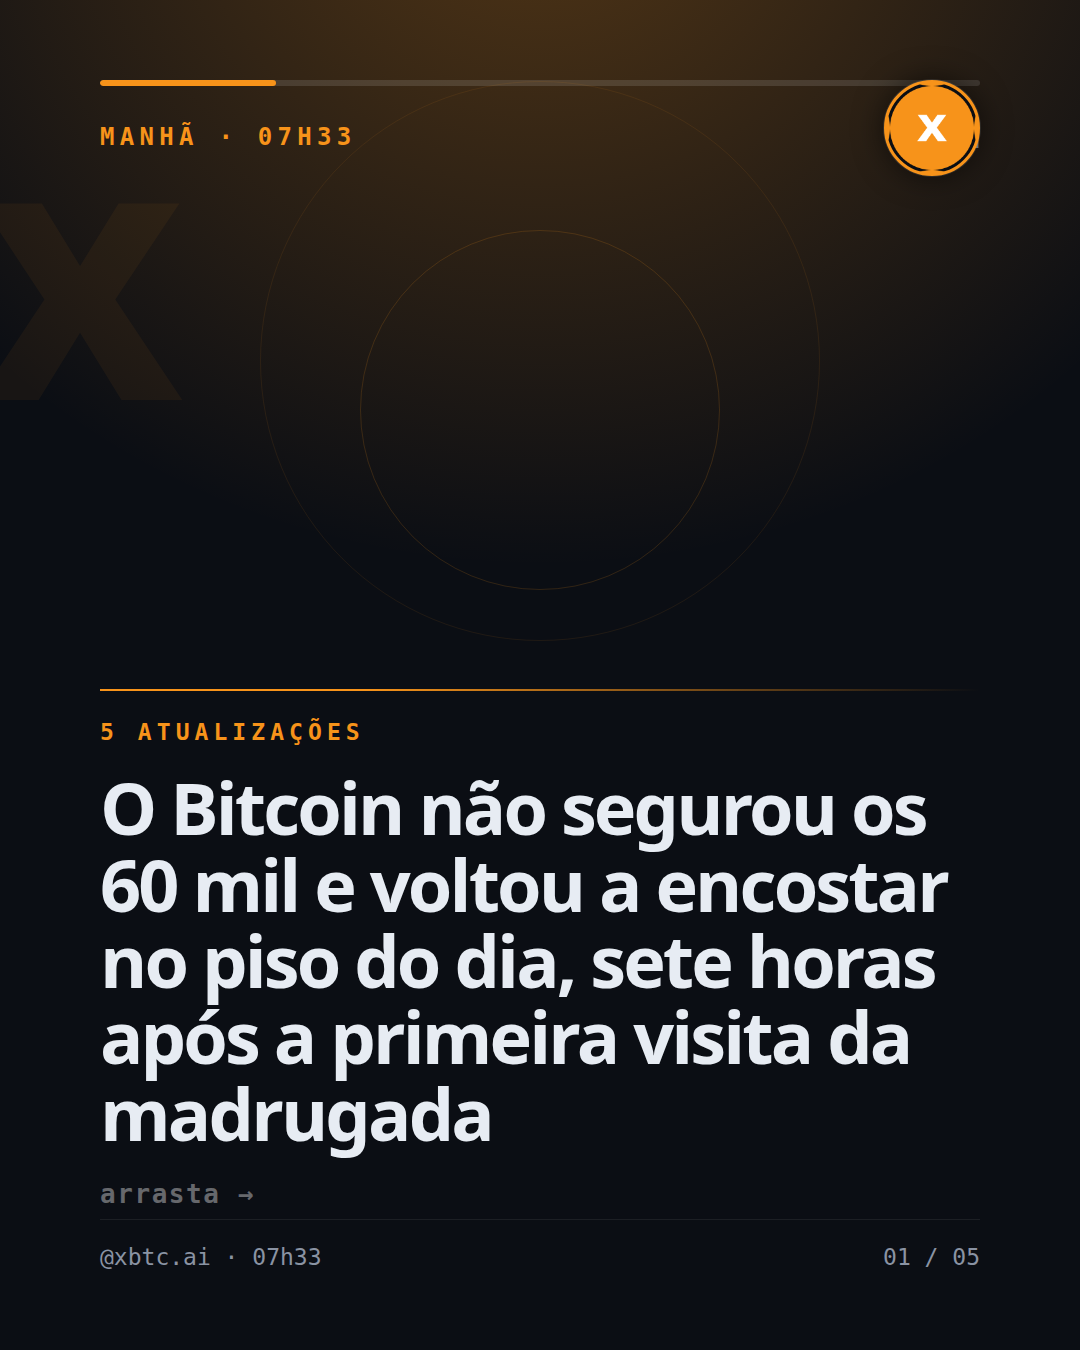 MANHÃ · 07H33
X
X
5 ATUALIZAÇÕES
O Bitcoin não segurou os
60 mil e voltou a encostar
no piso do dia, sete horas
após a primeira visita da
madrugada
arrasta →
@xbtc.ai · 07h33
01 / 05